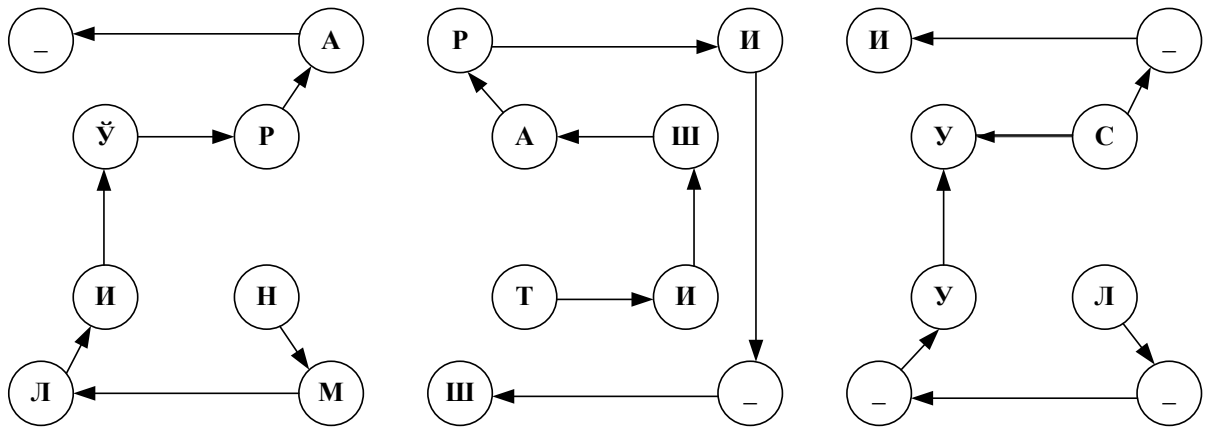 _ А Р И И _
Ў Р А Ш У С
И Н Т И У Л
Л М Ш _ _ _